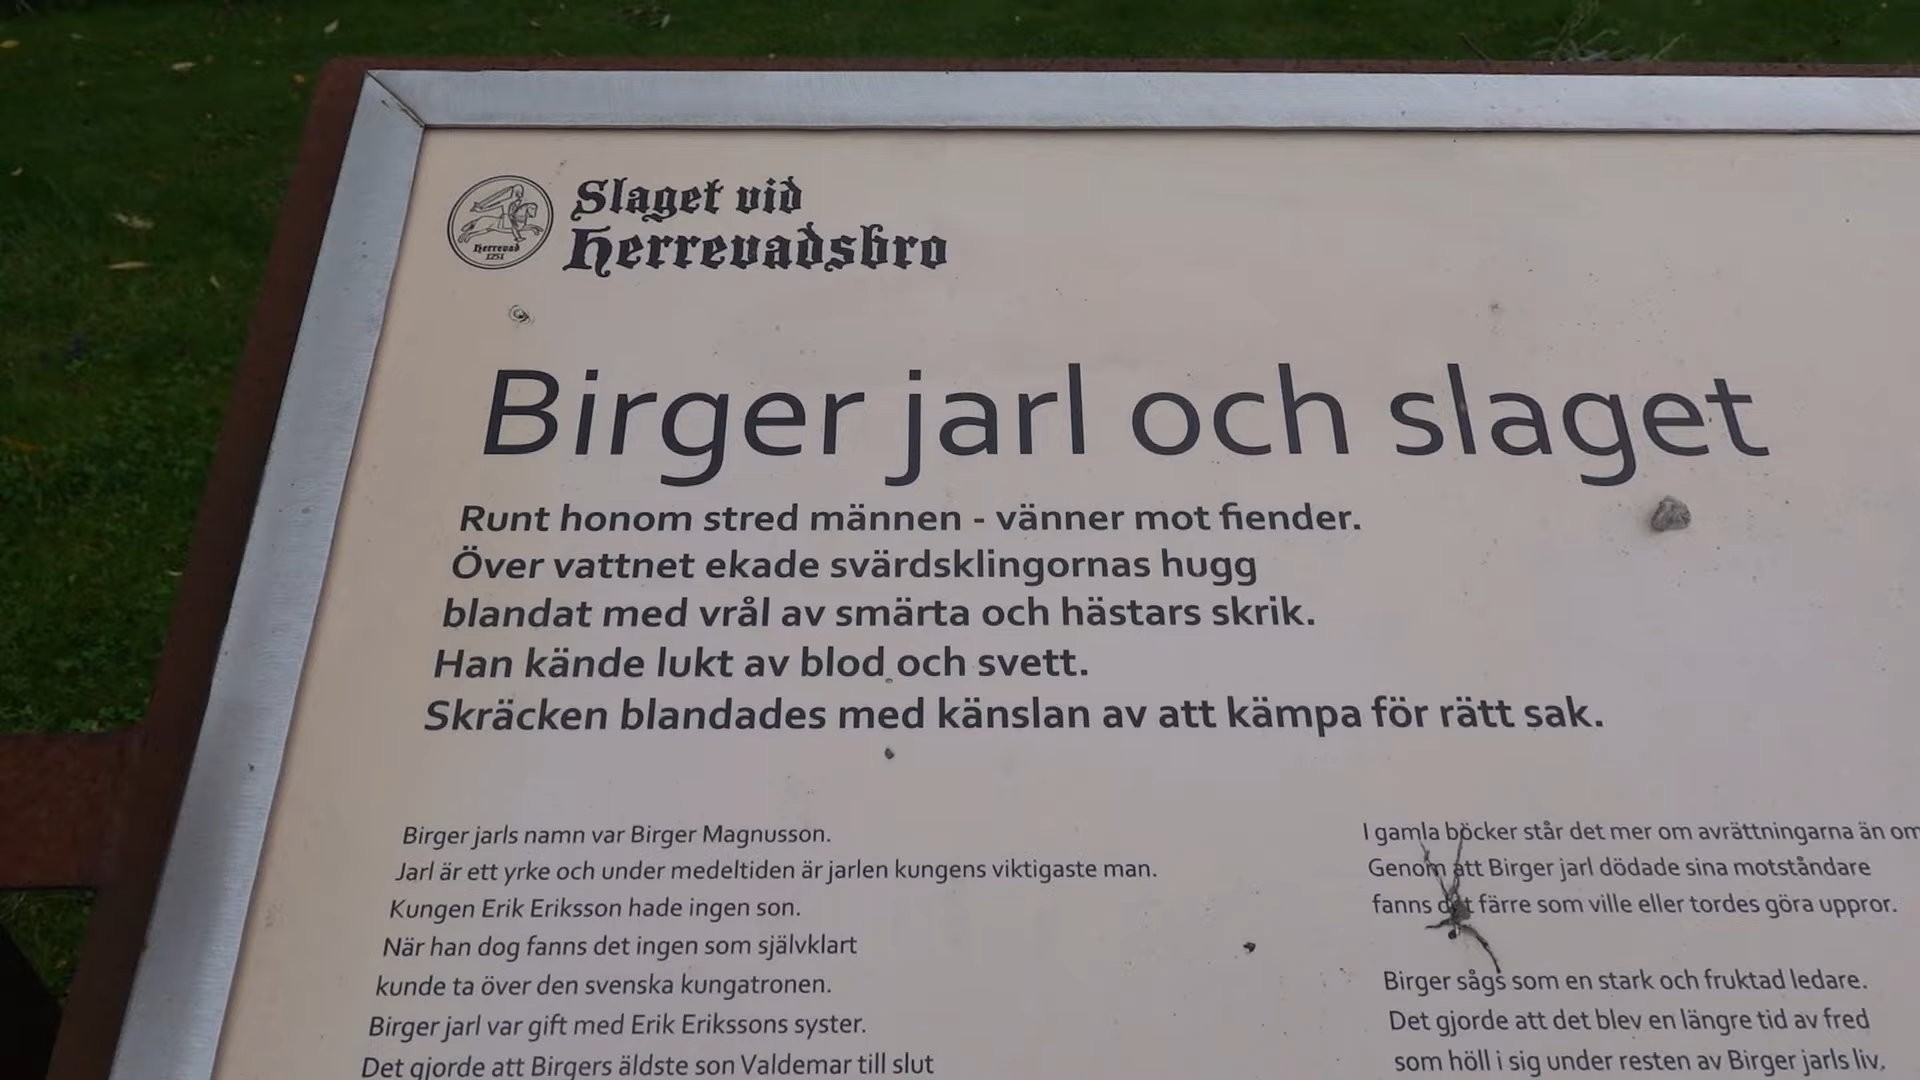 Slaget vid
Herrevadsbro
Herrevad
1251
Birger jarl och slaget
Runt honom stred männen - vänner mot fiender.
Över vattnet ekade svärdsklingornas hugg
blandat med vrål av smärta och hästars skrik.
Han kände lukt av blod och svett.
Skräcken blandades med känslan av att kämpa för rätt sak.
Birger jarls namn var Birger Magnusson.
Jarl är ett yrke och under medeltiden är jarlen kungens viktigaste man.
Kungen Erik Eriksson hade ingen son.
När han dog fanns det ingen som självklart
kunde ta över den svenska kungatronen.
Birger jarl var gift med Erik Erikssons syster.
Det gjorde att Birgers äldste son Valdemar till slut
I gamla böcker står det mer om avrättningarna än om
Genom att Birger jarl dödade sina motståndare
fanns det färre som ville eller tordes göra uppror.
Birger sågs som en stark och fruktad ledare.
Det gjorde att det blev en längre tid av fred
som höll i sig under resten av Birger jarls liv.